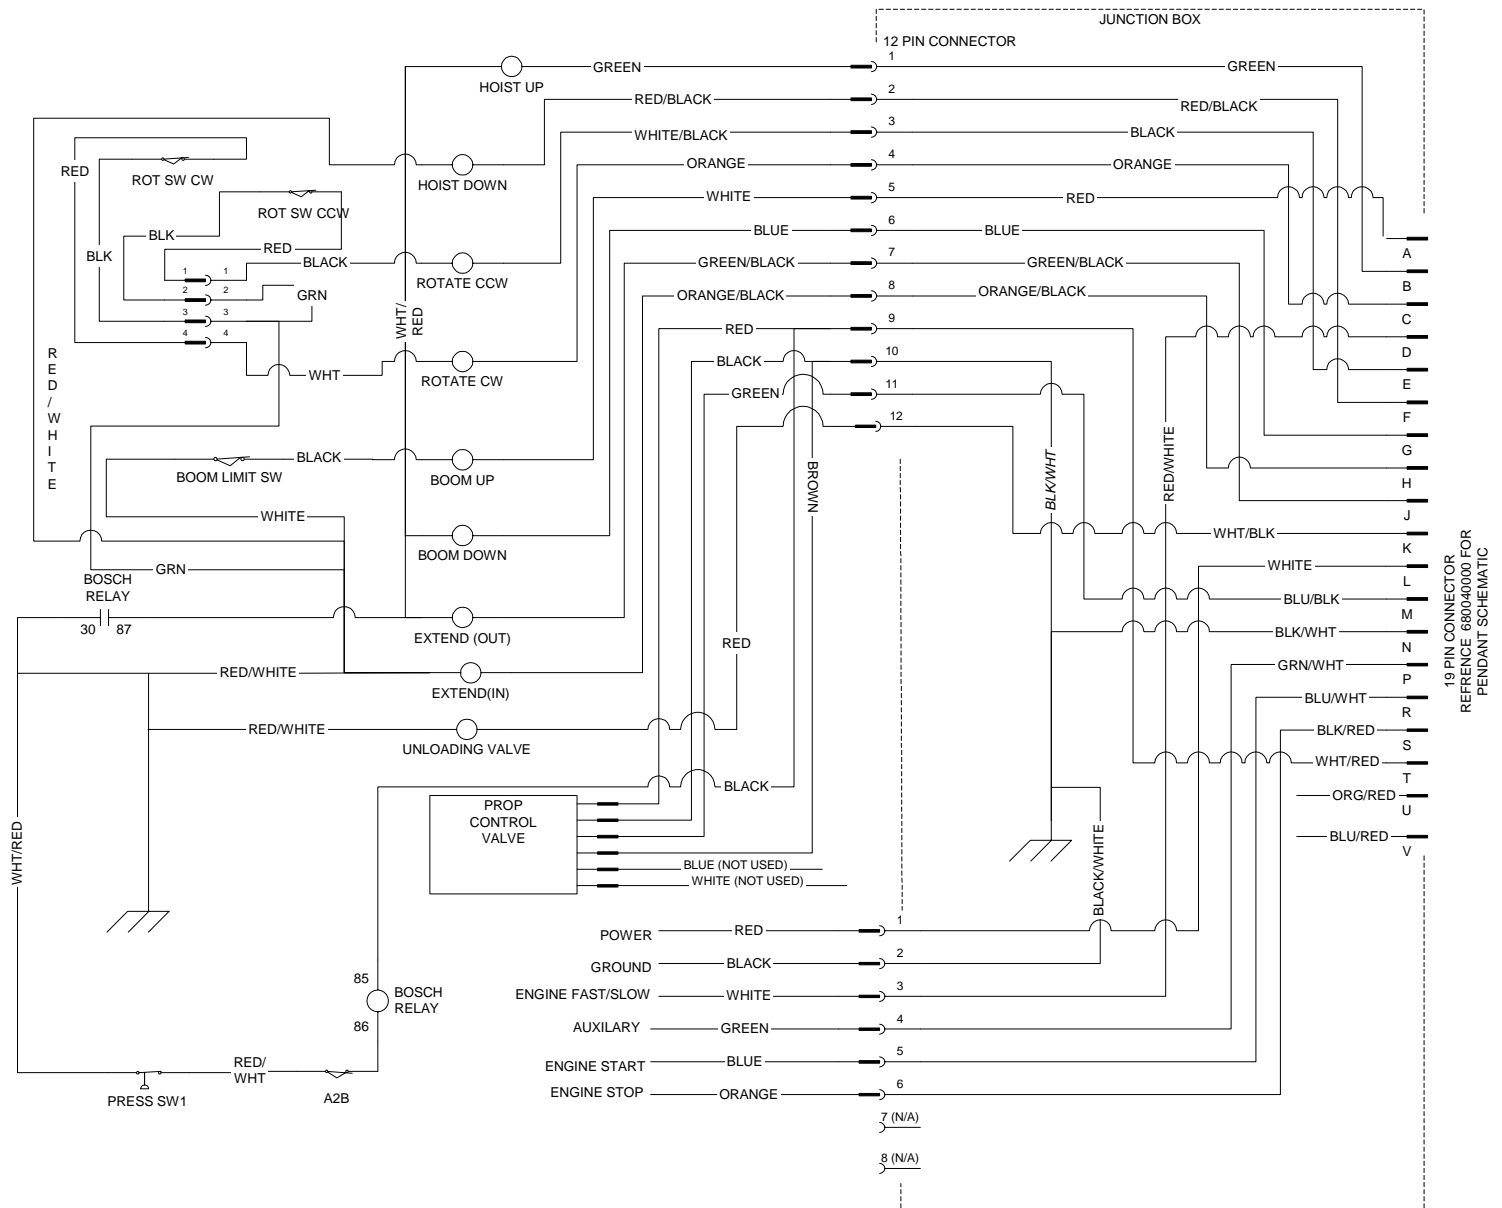 JUNCTION BOX
12 PIN CONNECTOR
1
HOIST UP
GREEN
GREEN
2
RED/BLACK
RED/BLACK
3
WHITE/BLACK
BLACK
4
ORANGE
ORANGE
RED
ROT SW CW
HOIST DOWN
5
WHITE
RED
ROT SW CCW
6
BLUE
BLUE
BLK
RED
BLK
BLACK
1
1
2
2
3
3
4
4
GRN
ROTATE CCW
7
GREEN/BLACK
GREEN/BLACK
8
ORANGE/BLACK
ORANGE/BLACK
WHT/
RED
9
RED
10
BLACK
11
GREEN
12
WHT
ROTATE CW
RED/WHITE
BOOM LIMIT SW
BLACK
BOOM UP
BROWN
BLK/WHT
RED/WHITE
WHITE
BOOM DOWN
GRN
BOSCH
RELAY
30
87
EXTEND (OUT)
RED/WHITE
EXTEND(IN)
RED
RED/WHITE
UNLOADING VALVE
BLACK
PROP
CONTROL
VALVE
BLUE (NOT USED)
WHITE (NOT USED)
WHT/RED
BLACK/WHITE
A
B
C
D
E
F
G
H
J
WHT/BLK
K
WHITE
L
BLU/BLK
M
BLK/WHT
N
GRN/WHT
P
BLU/WHT
R
BLK/RED
S
WHT/RED
T
ORG/RED
U
BLU/RED
V
19 PIN CONNECTOR
REFRENCE 680040000 FOR
PENDANT SCHEMATIC
POWER
RED
1
GROUND
BLACK
2
ENGINE FAST/SLOW
WHITE
3
AUXILARY
GREEN
4
ENGINE START
BLUE
5
ENGINE STOP
ORANGE
6
7 (N/A)
8 (N/A)
85
BOSCH
RELAY
86
RED/
WHT
PRESS SW1
A2B